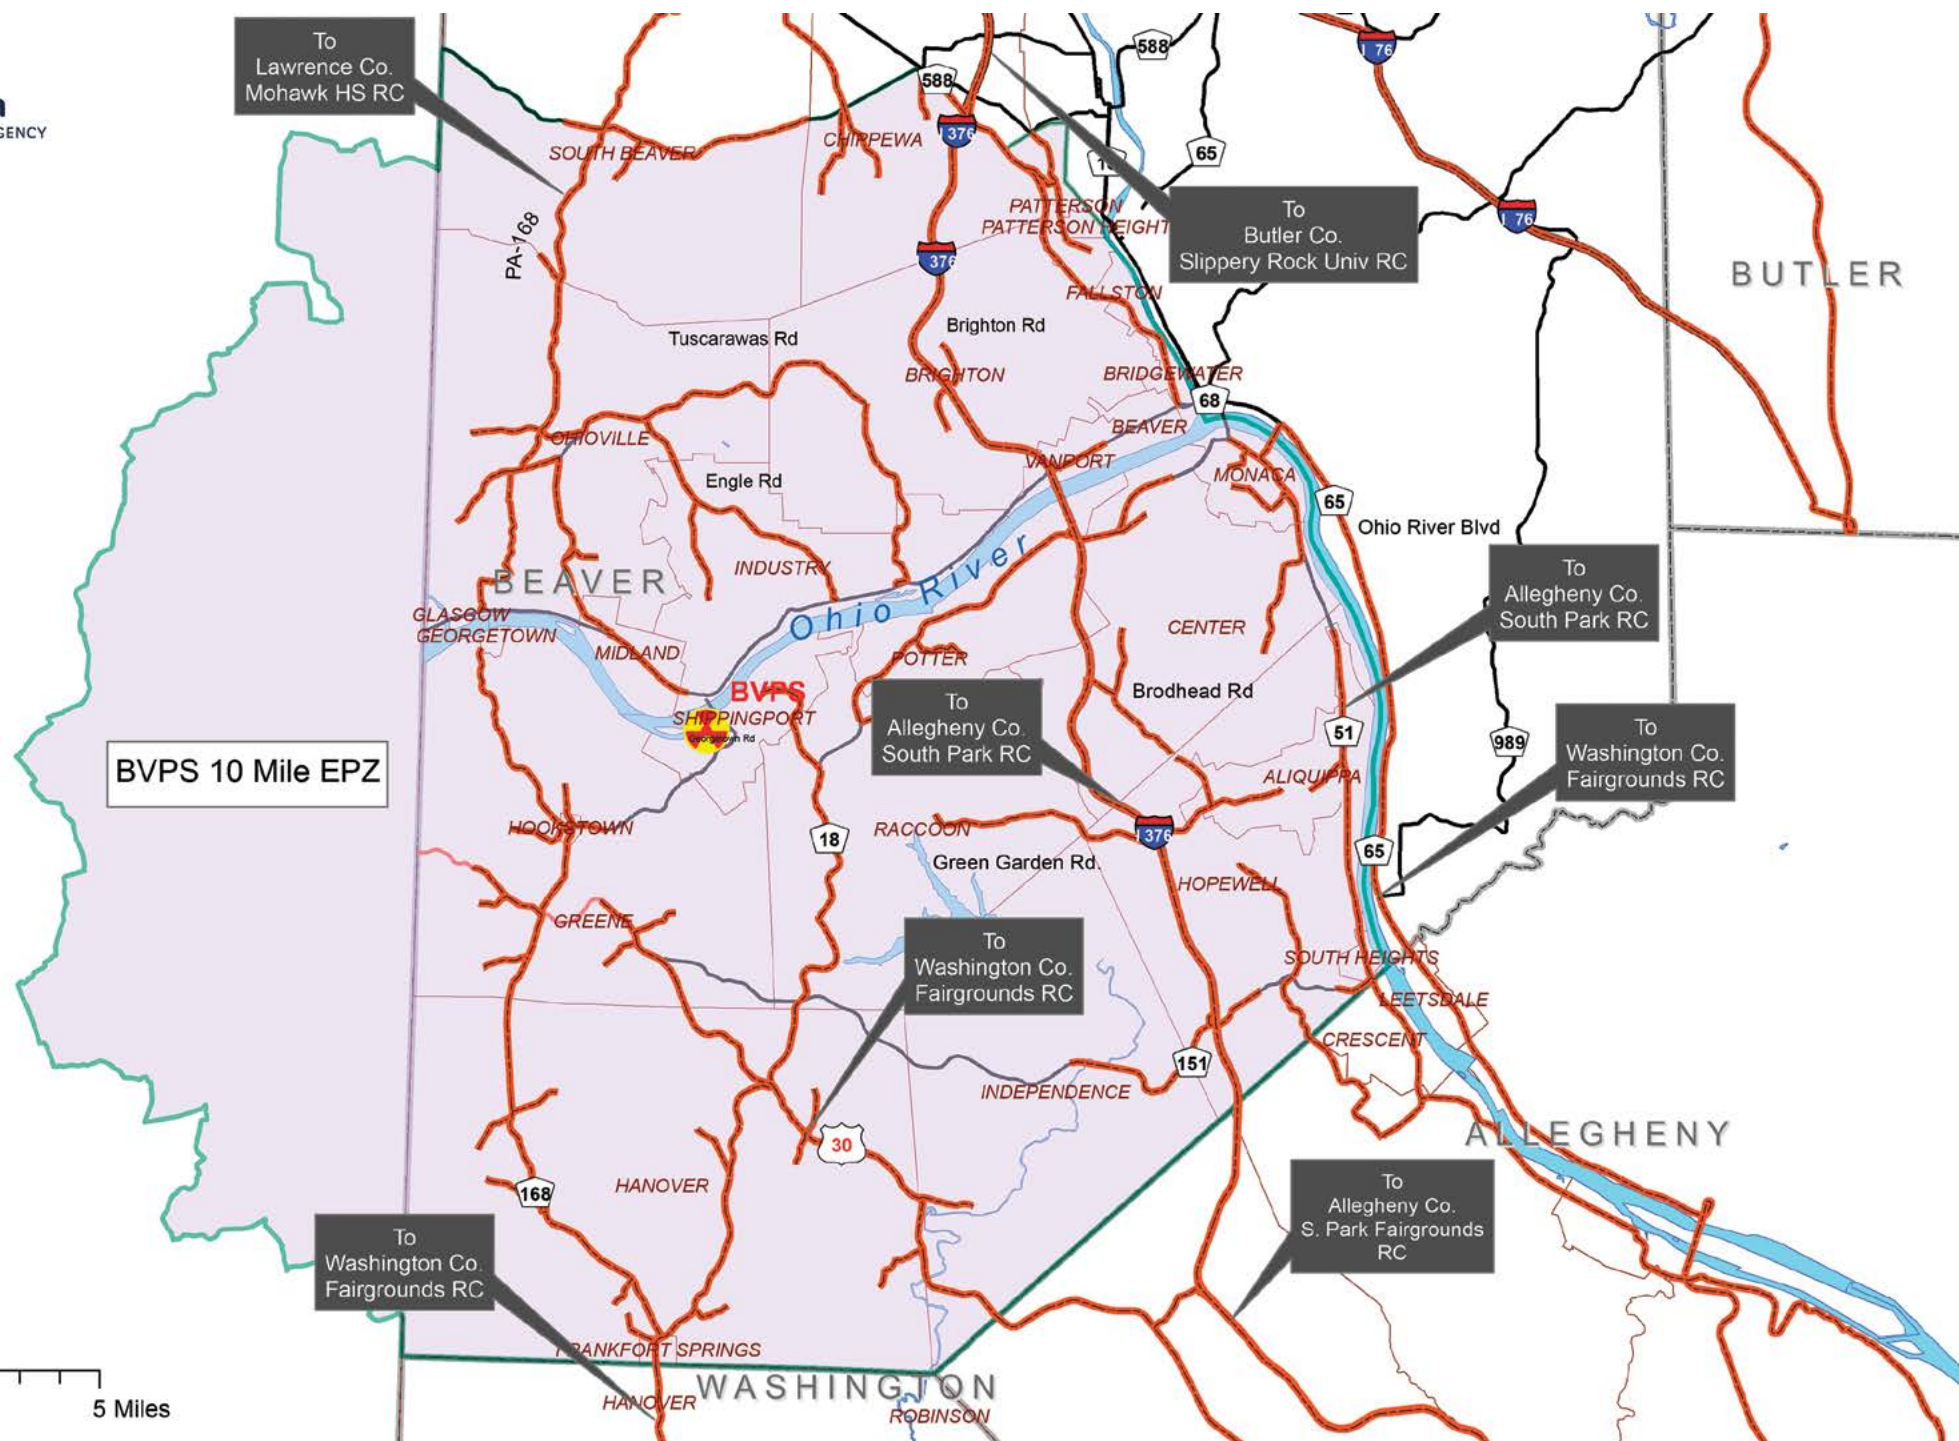 To
Lawrence Co.
Mohawk HS RC
GENCY
588
588
I 76
I 376
CHIPPEWA
SOUTH BEAVER
65
PATTERSON
PATTERSON HEIGHT
To
Butler Co.
Slippery Rock Univ RC
I 76
PA-168
376
BUTLER
FALLSTON
Tuscarawas Rd
Brighton Rd
BRIGHTON
BRIDGEWATER
68
BEAVER
OHIOVILLE
VANPORT
MONACA
Engle Rd
65
Ohio River Blvd
INDUSTRY
BEAVER
Ohio River
To
Allegheny Co.
South Park RC
GLASGOW
GEORGETOWN
MIDLAND
CENTER
POTTER
BVPS
SHIPPINGPORT
Georgetown Rd
Brodhead Rd
To
Allegheny Co.
South Park RC
51
989
To
Washington Co.
Fairgrounds RC
BVPS 10 Mile EPZ
ALIQUIPPA
HOOKSTOWN
18
RACCOON
I 376
65
Green Garden Rd.
HOPEWELL
GREENE
To
Washington Co.
Fairgrounds RC
SOUTH HEIGHTS
LEETSDALE
CRESCENT
151
INDEPENDENCE
ALLEGHENY
30
168
HANOVER
To
Allegheny Co.
S. Park Fairgrounds
RC
To
Washington Co.
Fairgrounds RC
FRANKFORT SPRINGS
WASHINGTON
HANOVER
ROBINSON
5 Miles